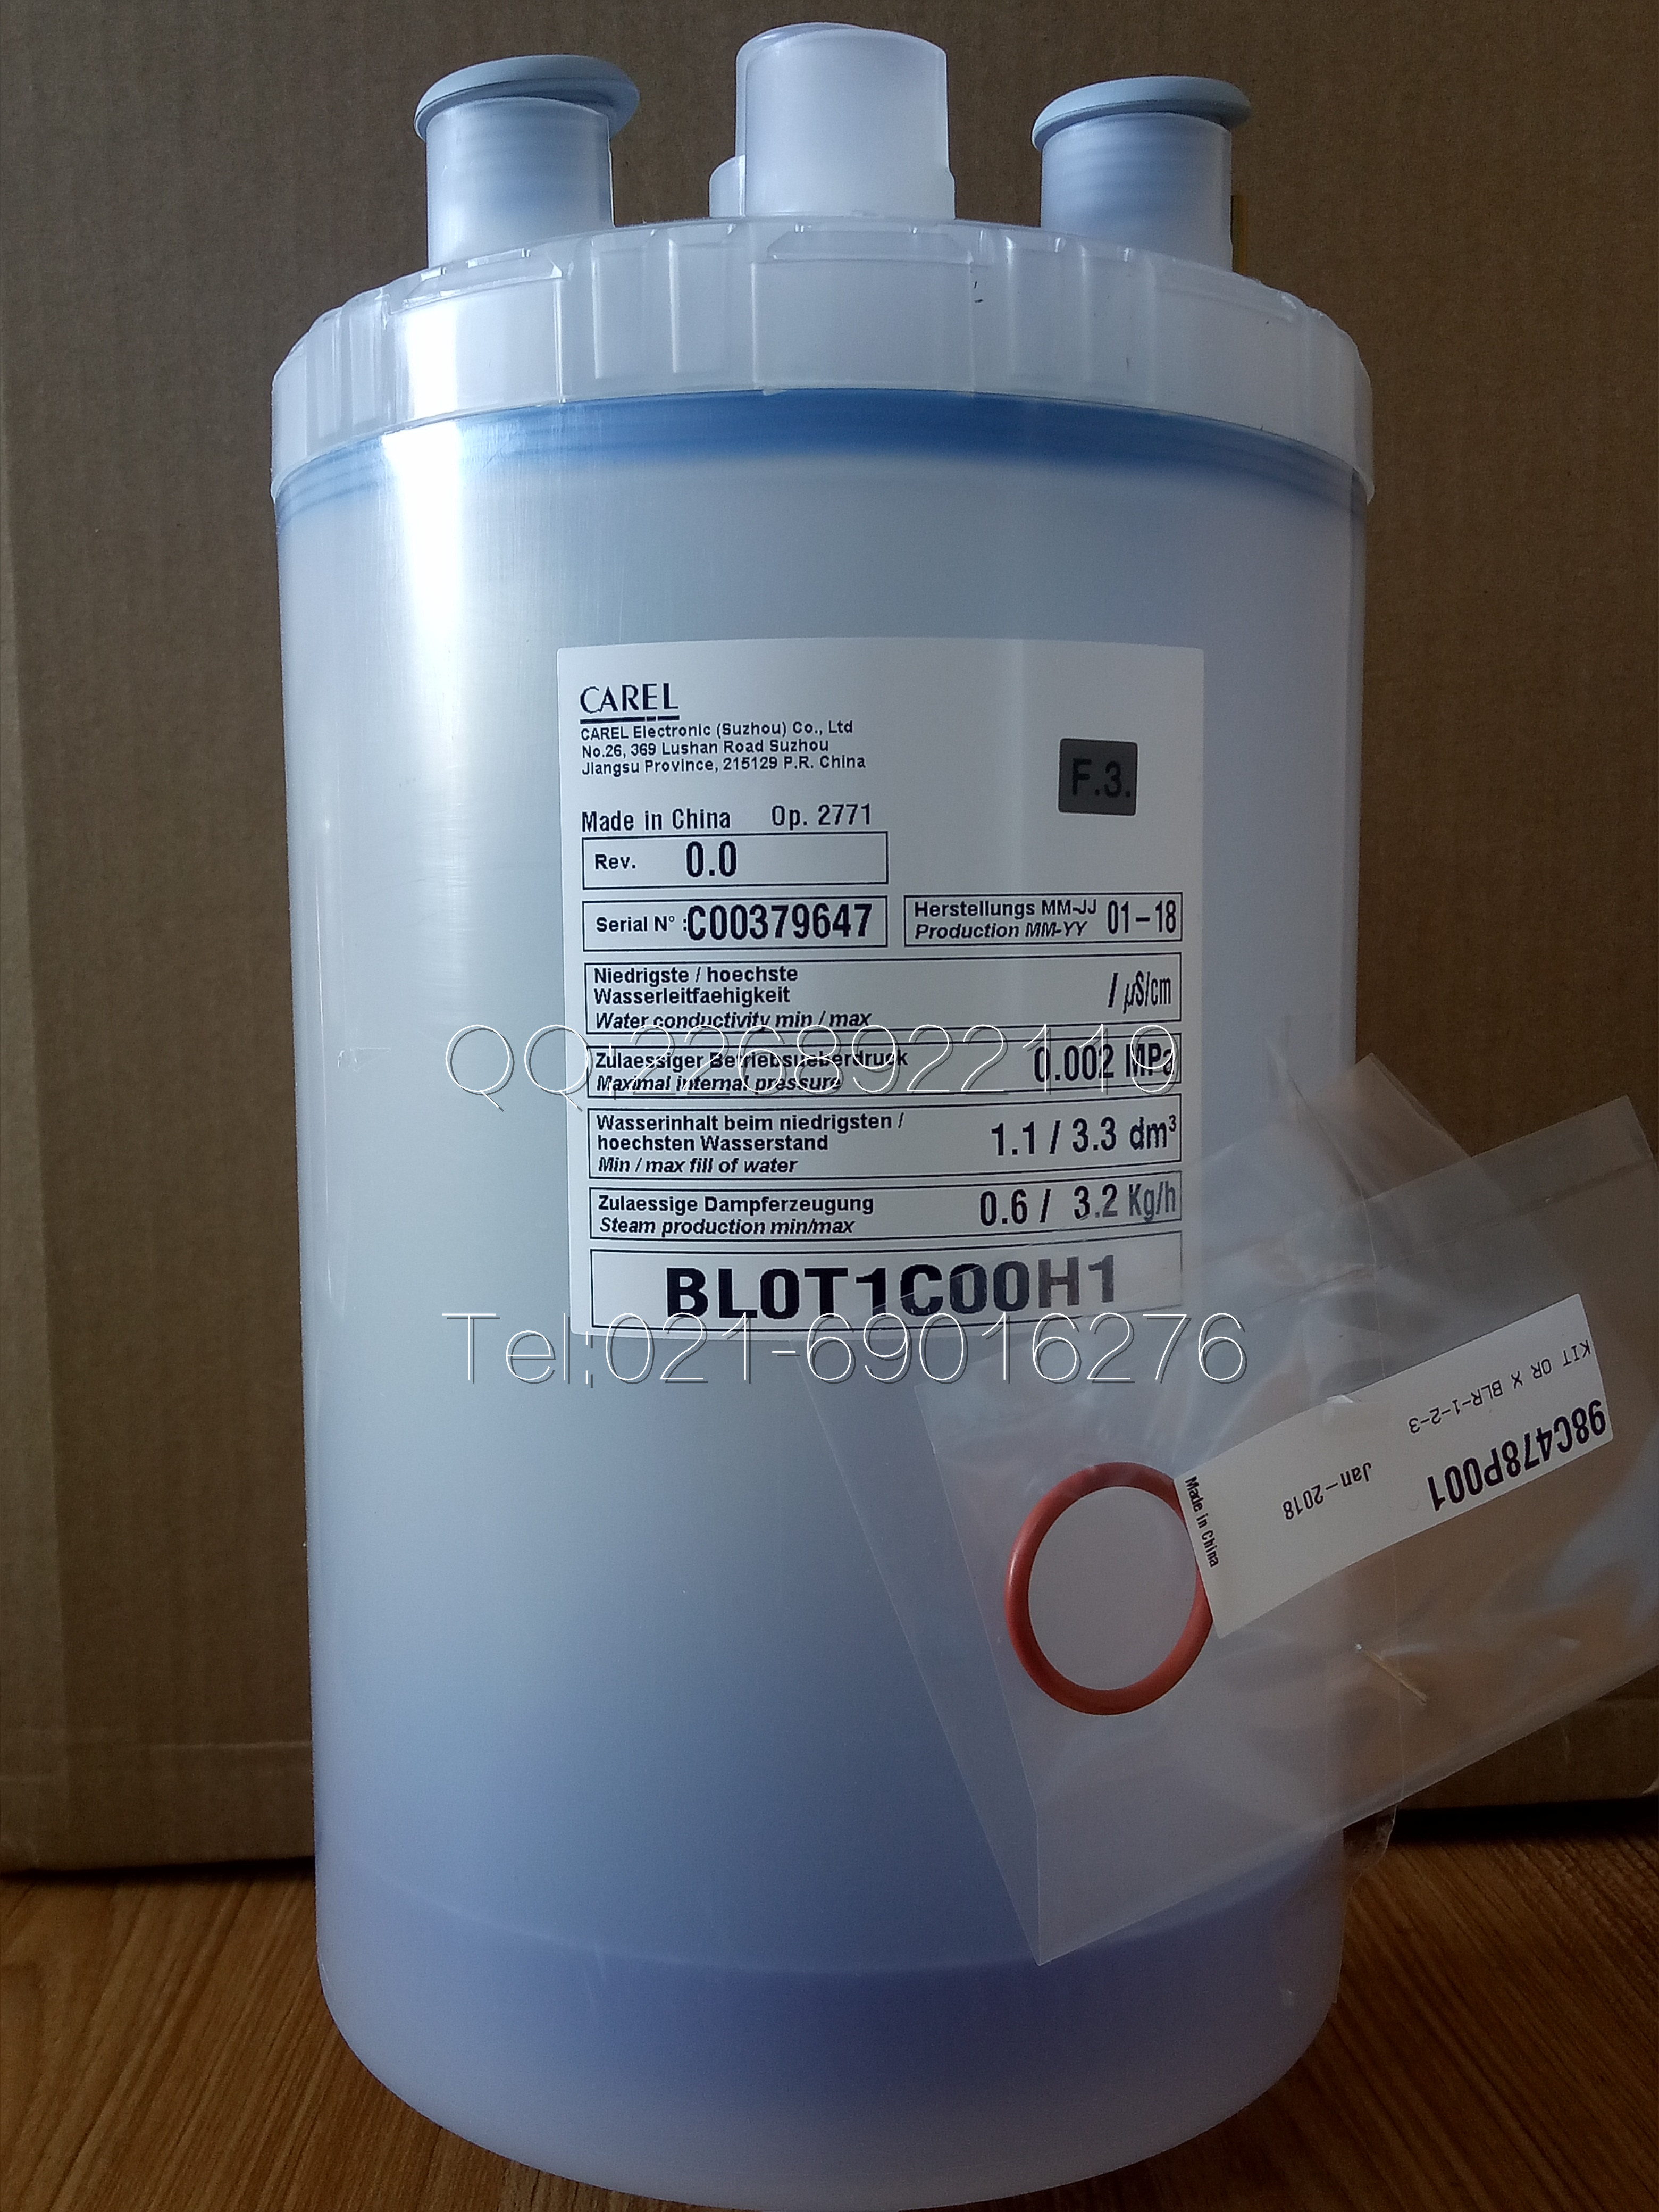 CAREL
CAREL Electronic (Suzhou) Co., Ltd
No.26, 369 Lushan Road Suzhou
Jiangsu Province, 215129 P.R. China
F.3.
Made in China Op. 2771
Rev. 0.0
Serial N° :C00379647
Herstellungs MM-JJ
Production MM-YY 01-18
Niedrigste / hoechste
Wasserleitfaehigkeit
Water conductivity min / max
/ µS/cm
QQ:2268922119
Zulaessiger Betriebsueberdruck
Maximal internal pressure
0.002 MPa
Wasserinhalt beim niedrigsten /
hoechsten Wasserstand
Min / max fill of water
1.1 / 3.3 dm³
Zulaessige Dampferzeugung
Steam production min/max
0.6 / 3.2 Kg/h
BL0T1C00H1
Tel:021-69016276
KIT OR X BLR-1-2-3
98C478P001
Jan-2018
Made in China